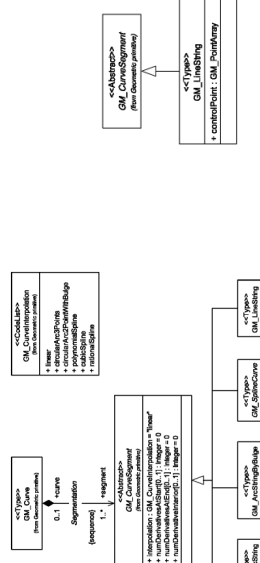 <<Type>>
GM_Curve
(from Geometric primitive)
0..1
+curve
Segmentation
{sequence}
1..*
+segment
<<Abstract>>
GM_CurveSegment
(from Geometric primitive)
+ interpolation : GM_CurveInterpolation = "linear"
+ numDerivativesAtStart[0..1] : Integer = 0
+ numDerivativesAtEnd[0..1] : Integer = 0
+ numDerivativeInterior[0..1] : Integer = 0
<<CodeList>>
GM_CurveInterpolation
(from Geometric primitive)
+ linear
+ circularArc3Points
+ circularArc2PointWithBulge
+ polynomialSpline
+ cubicSpline
+ rationalSpline
<<Type>>
GM_ArcStringByBulge
<<Type>>
GM_SplineCurve
<<Type>>
GM_LineString
<<Abstract>>
GM_CurveSegment
(from Geometric primitive)
<<Type>>
GM_LineString
+ controlPoint : GM_PointArray